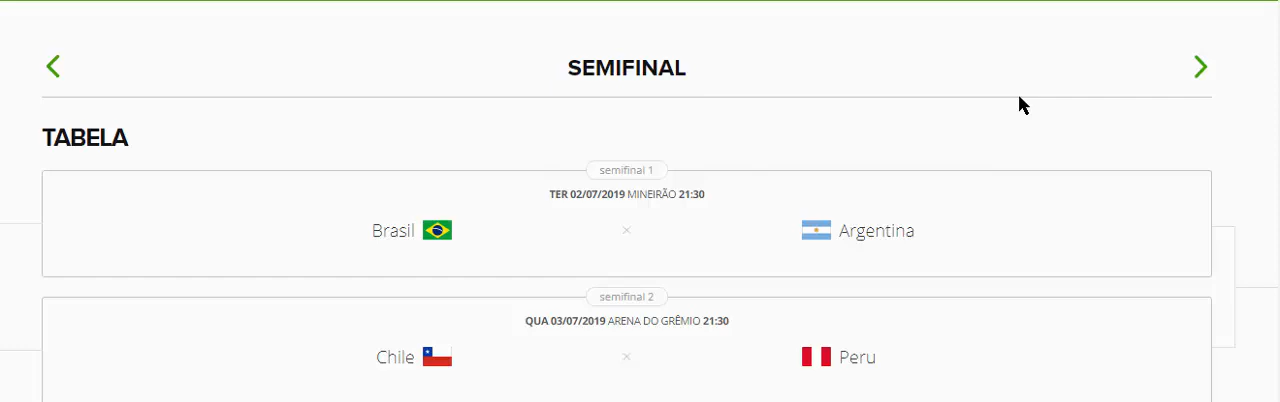 SEMIFINAL
TABELA
semifinal 1
TER 02/07/2019 MINEIRÃO 21:30
Brasil × Argentina
semifinal 2
QUA 03/07/2019 ARENA DO GRÊMIO 21:30
Chile × Peru